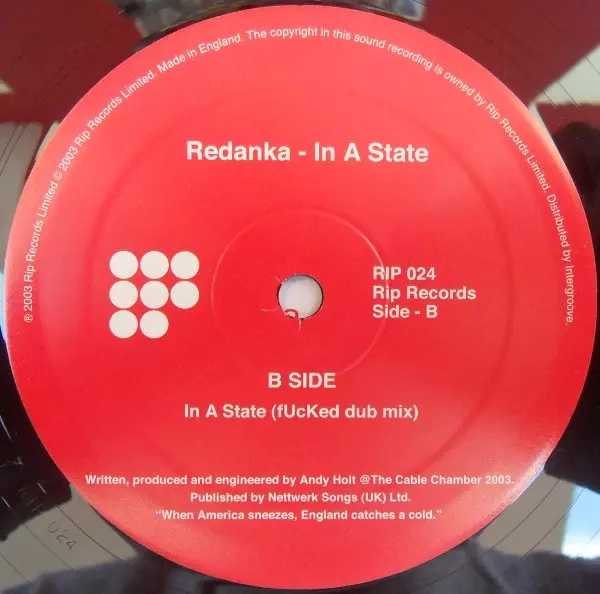 ℗ 2003 Rip Records Limited © 2003 Rip Records Limited. Made in England. The copyright in this sound recording is owned by Rip Records Limited. Distributed by Intergroove.
Redanka - In A State
RIP 024
Rip Records
Side - B
B SIDE
In A State (fUcKed dub mix)
Written, produced and engineered by Andy Holt @The Cable Chamber 2003.
Published by Nettwerk Songs (UK) Ltd.
“When America sneezes, England catches a cold.”